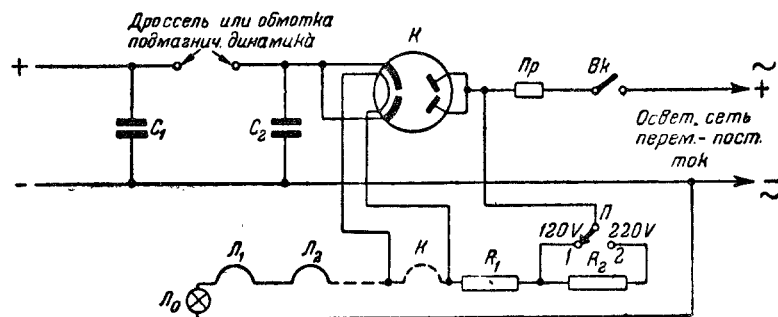 Дроссель или обмотка
подмагнич. динамика
К
Пр
Вк
+
~
+
C₁
C₂
Освет. сеть
перем.-пост.
ток
-
-
~
П
120V
220V
1
2
Л₁
Л₂
К
R₁
R₂
Л₀